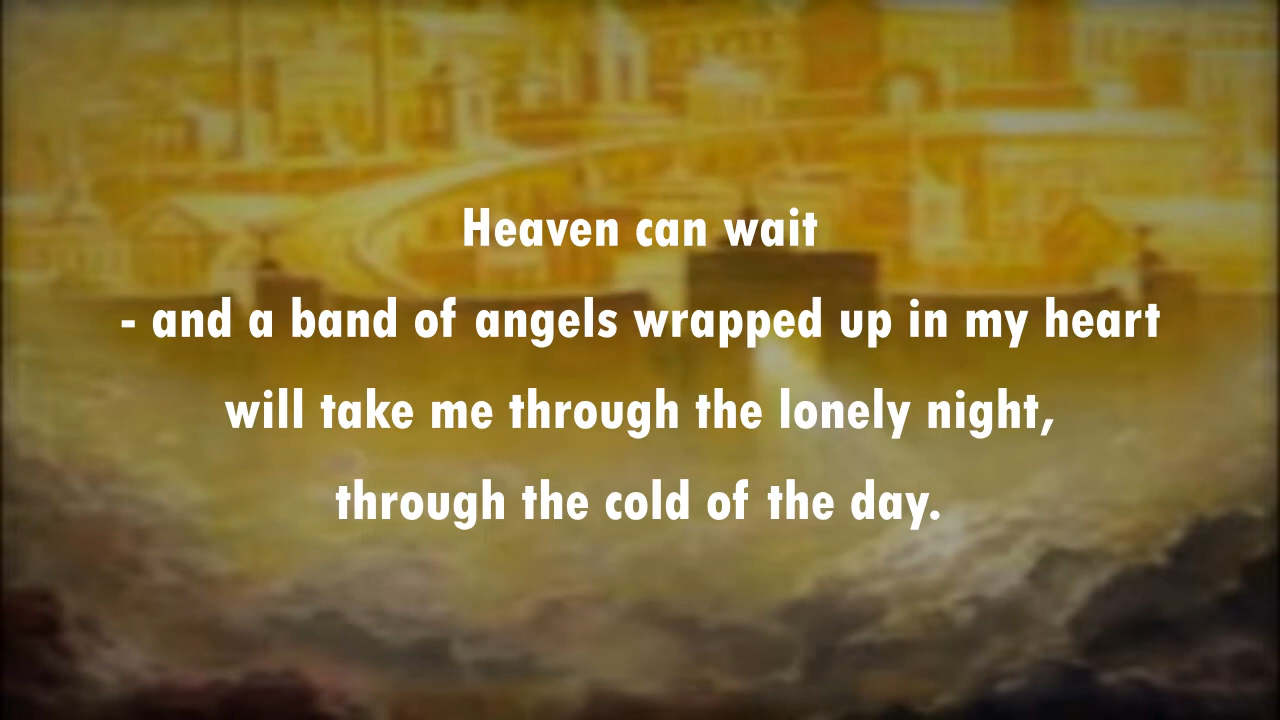 Heaven can wait
- and a band of angels wrapped up in my heart
will take me through the lonely night,
through the cold of the day.